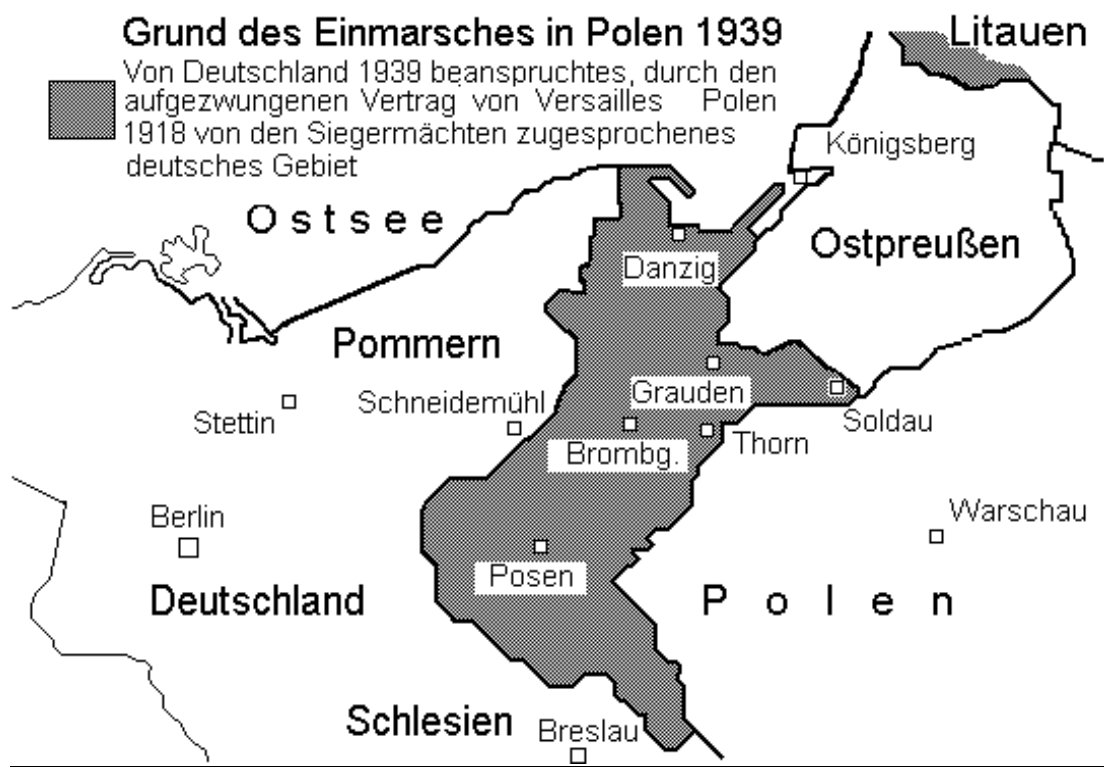 Grund des Einmarsches in Polen 1939
Litauen
Von Deutschland 1939 beanspruchtes, durch den
aufgezwungenen Vertrag von Versailles Polen
1918 von den Siegermächten zugesprochenes
deutsches Gebiet
Königsberg
Ostsee
Ostpreußen
Danzig
Pommern
Grauden
Schneidemühl
Stettin
Soldau
Thorn
Brombg.
Berlin
Warschau
Posen
Deutschland
Polen
Schlesien
Breslau